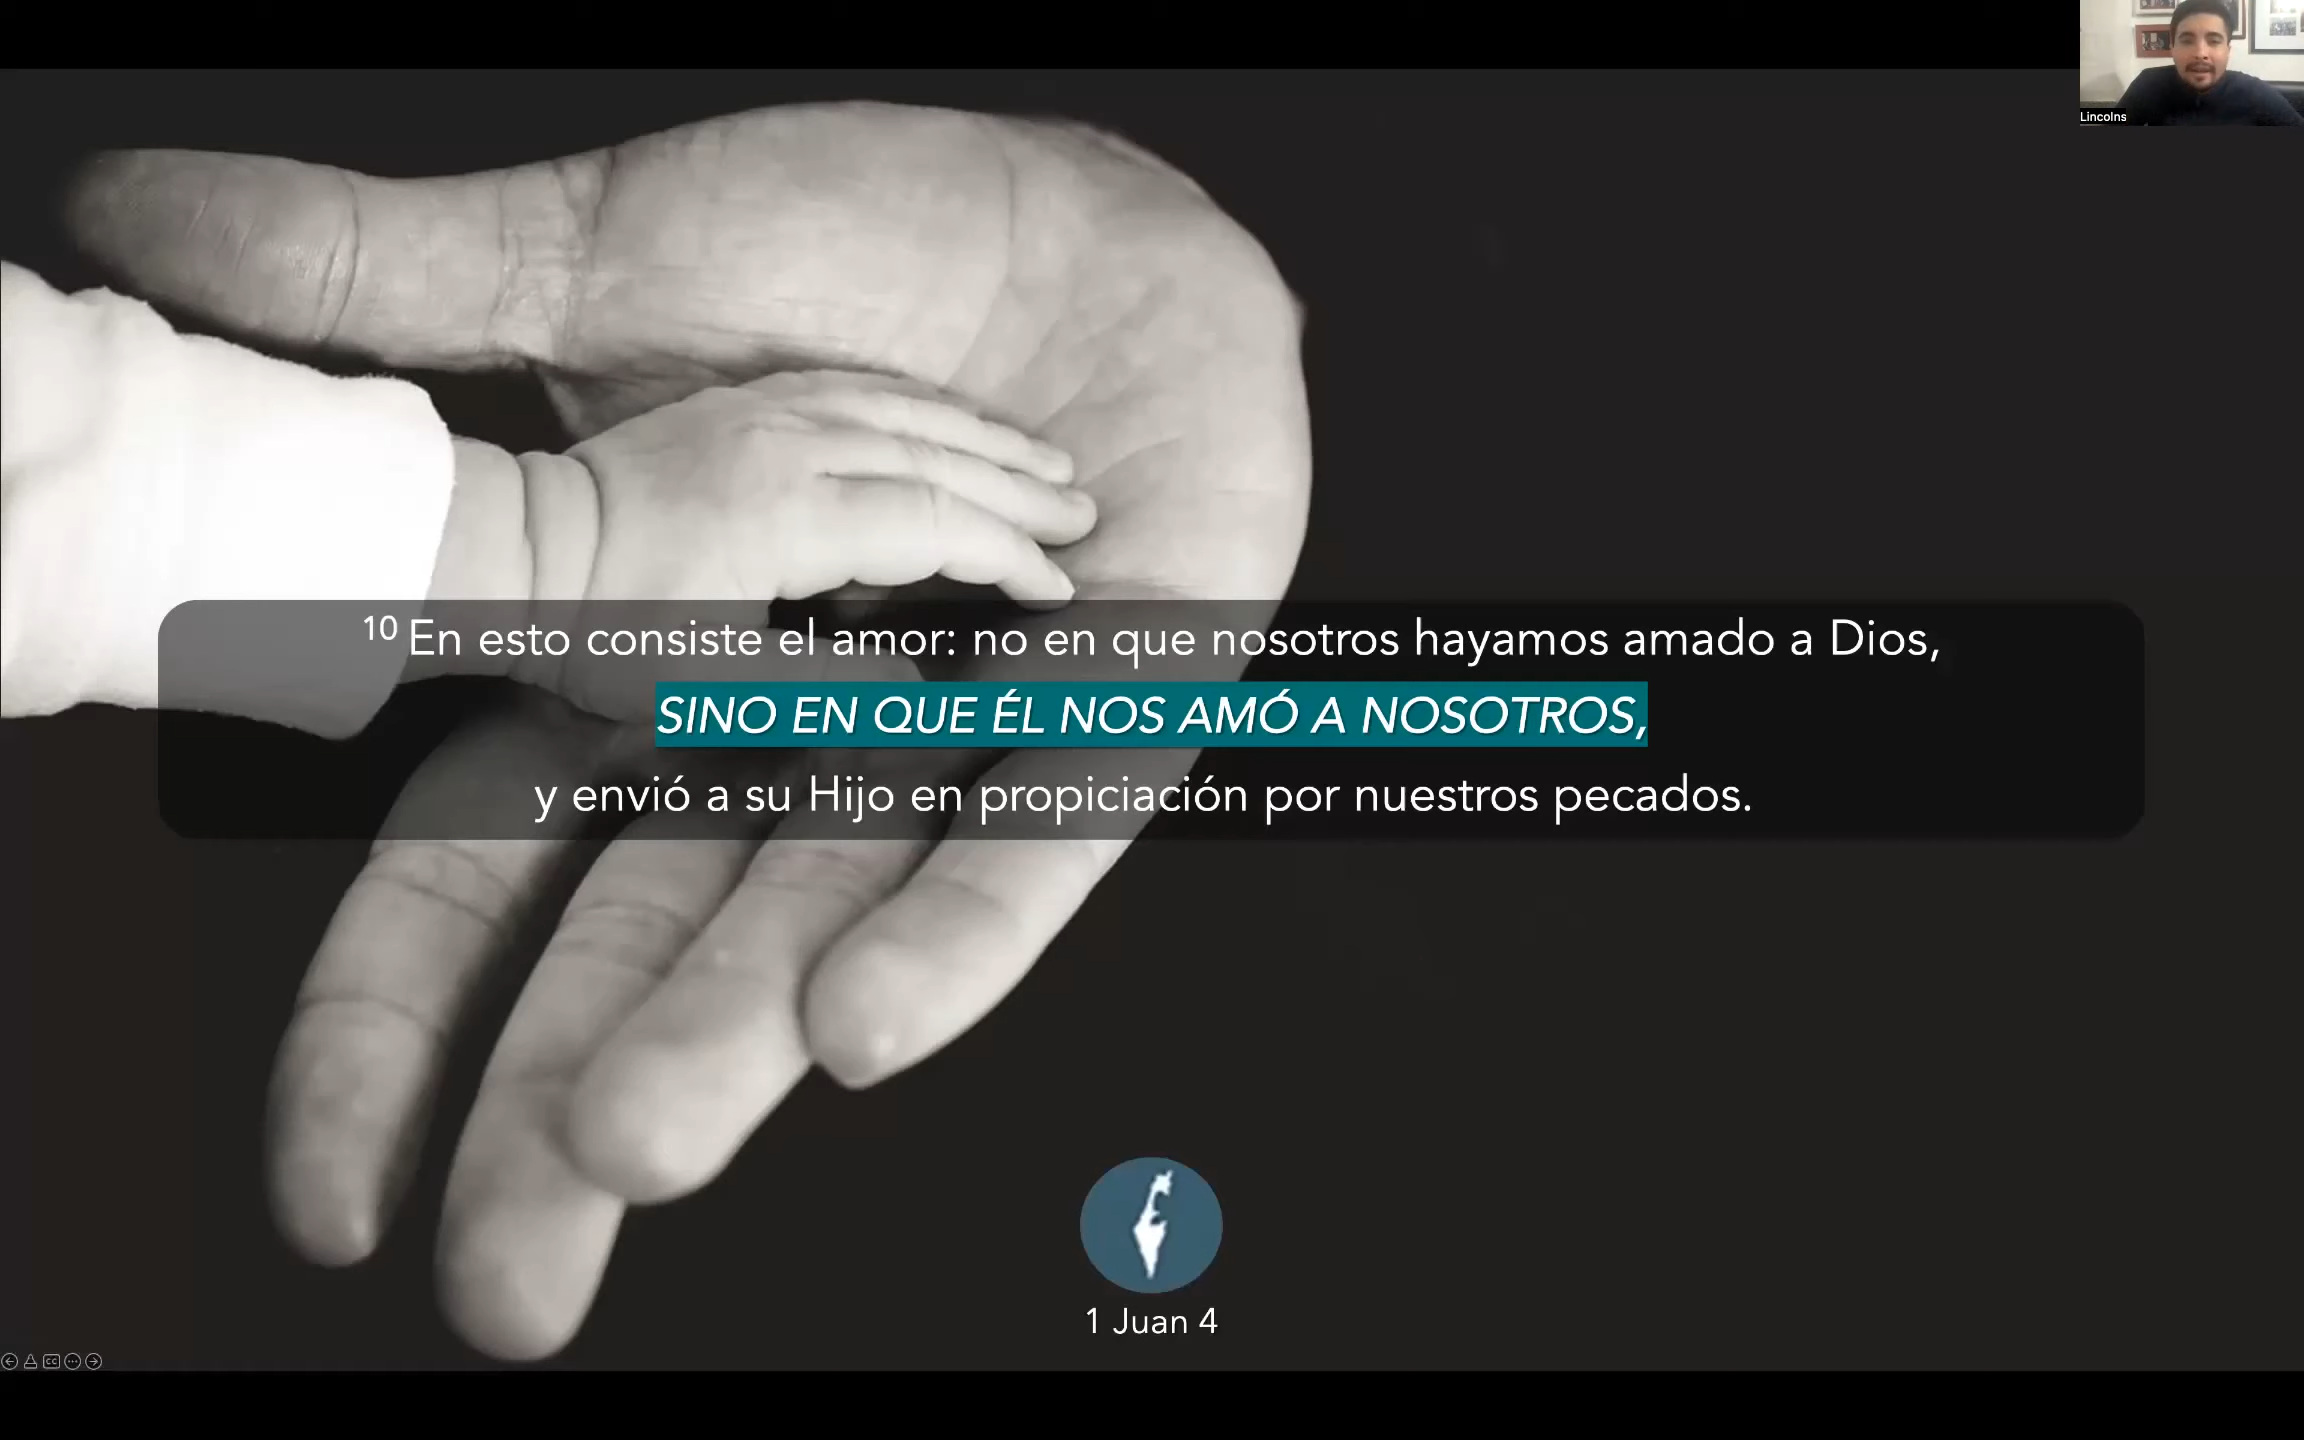 Lincolns
10 En esto consiste el amor: no en que nosotros hayamos amado a Dios,
SINO EN QUE ÉL NOS AMÓ A NOSOTROS,
y envió a su Hijo en propiciación por nuestros pecados.
1 Juan 4
CC